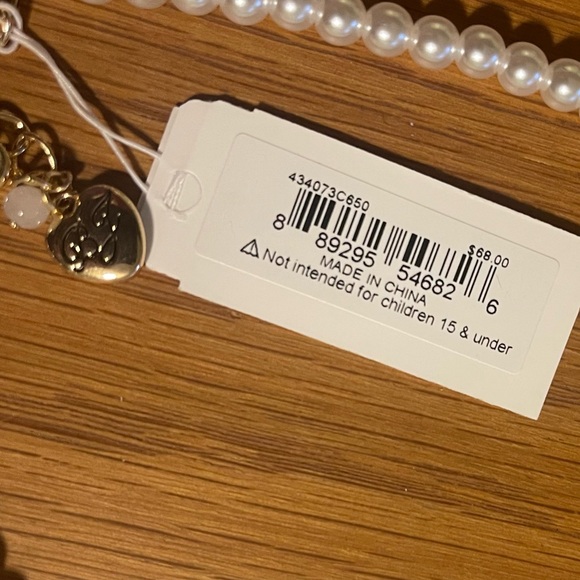 434073C650
$68.00
8 89295 54682 6
MADE IN CHINA
Not intended for children 15 & under